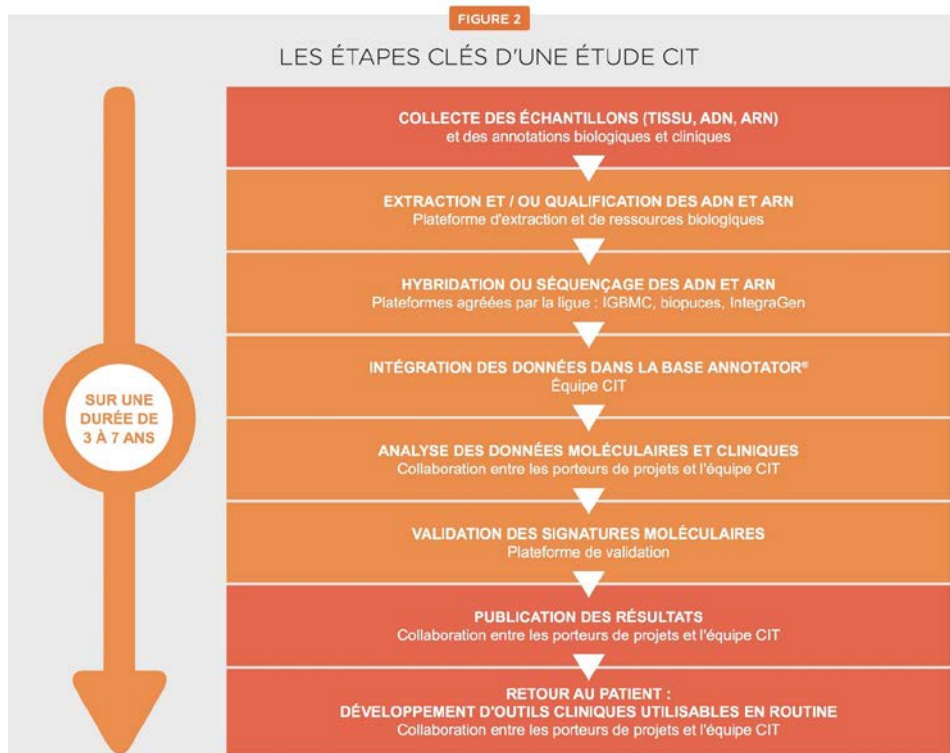 FIGURE 2
LES ÉTAPES CLÉS D'UNE ÉTUDE CIT
COLLECTE DES ÉCHANTILLONS (TISSU, ADN, ARN)
et des annotations biologiques et cliniques
EXTRACTION ET / OU QUALIFICATION DES ADN ET ARN
Plateforme d'extraction et de ressources biologiques
HYBRIDATION OU SÉQUENÇAGE DES ADN ET ARN
Plateformes agréées par la ligue : IGBMC, biopuces, IntegraGen
INTÉGRATION DES DONNÉES DANS LA BASE ANNOTATOR®
Équipe CIT
SUR UNE
DURÉE DE
3 À 7 ANS
ANALYSE DES DONNÉES MOLÉCULAIRES ET CLINIQUES
Collaboration entre les porteurs de projets et l'équipe CIT
VALIDATION DES SIGNATURES MOLÉCULAIRES
Plateforme de validation
PUBLICATION DES RÉSULTATS
Collaboration entre les porteurs de projets et l'équipe CIT
RETOUR AU PATIENT :
DÉVELOPPEMENT D'OUTILS CLINIQUES UTILISABLES EN ROUTINE
Collaboration entre les porteurs de projets et l'équipe CIT